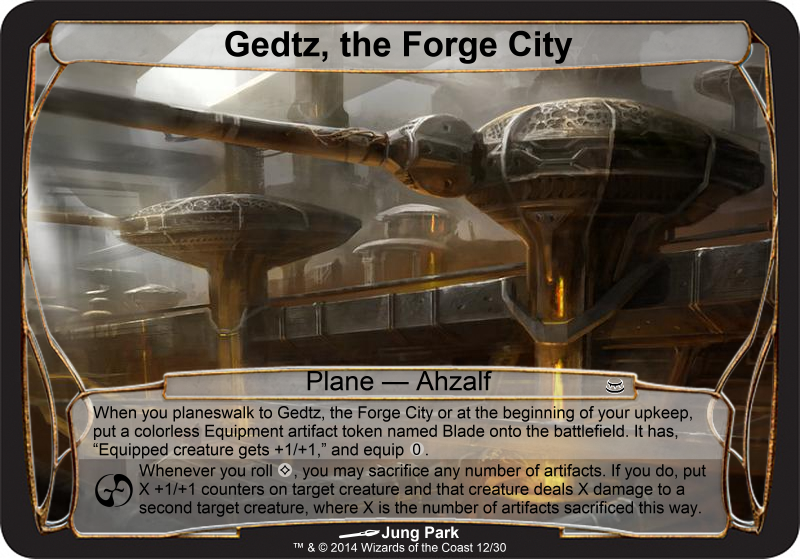 Gedtz, the Forge City
Plane — Ahzalf
When you planeswalk to Gedtz, the Forge City or at the beginning of your upkeep,
put a colorless Equipment artifact token named Blade onto the battlefield. It has,
“Equipped creature gets +1/+1,” and equip 0.
Whenever you roll , you may sacrifice any number of artifacts. If you do, put
X +1/+1 counters on target creature and that creature deals X damage to a
second target creature, where X is the number of artifacts sacrificed this way.
Jung Park
™ & © 2014 Wizards of the Coast 12/30